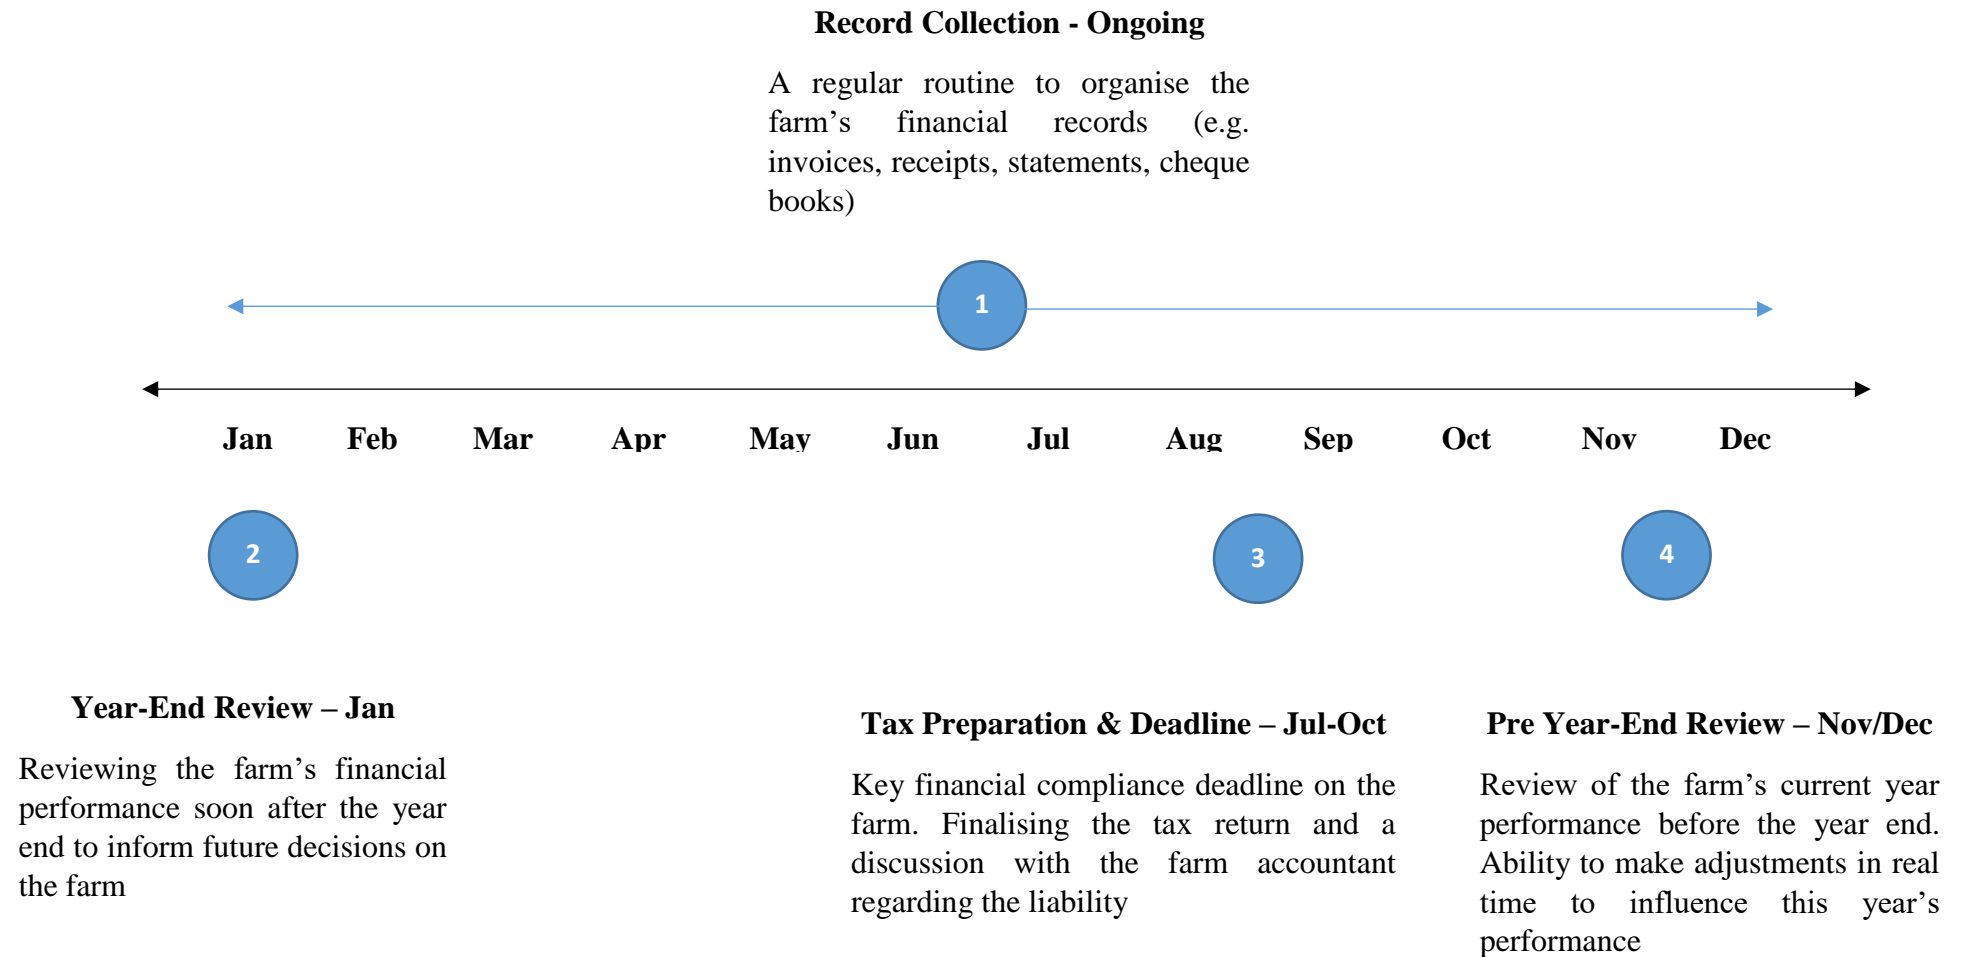 Record Collection - Ongoing
A regular routine to organise the
farm’s financial records (e.g.
invoices, receipts, statements, cheque
books)
1
Jan Feb Mar Apr May Jun Jul Aug Sep Oct Nov Dec
2 3 4
Year-End Review – Jan
Reviewing the farm’s financial
performance soon after the year
end to inform future decisions on
the farm
Tax Preparation & Deadline – Jul-Oct
Key financial compliance deadline on the
farm. Finalising the tax return and a
discussion with the farm accountant
regarding the liability
Pre Year-End Review – Nov/Dec
Review of the farm’s current year
performance before the year end.
Ability to make adjustments in real
time to influence this year’s
performance